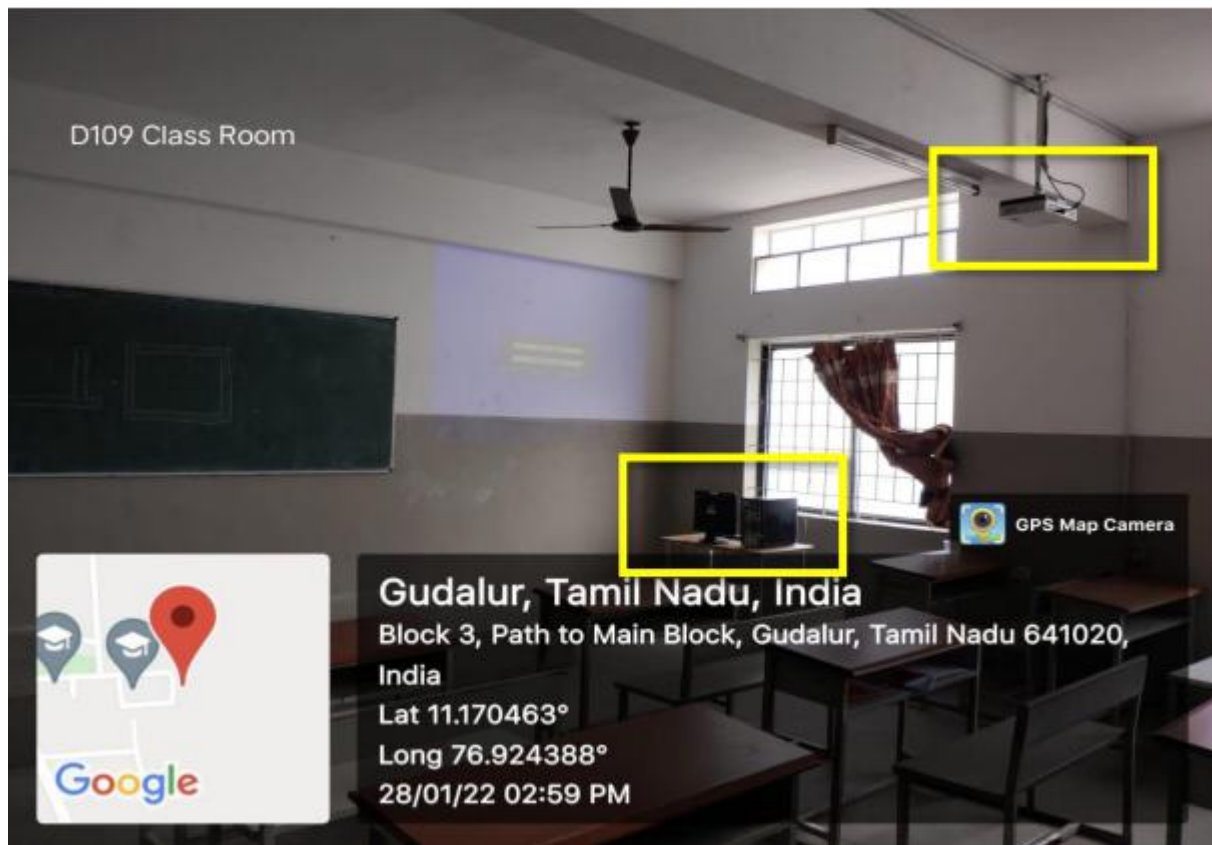 D109 Class Room
GPS Map Camera
Gudalur, Tamil Nadu, India
Block 3, Path to Main Block, Gudalur, Tamil Nadu 641020,
India
Lat 11.170463°
Long 76.924388°
28/01/22 02:59 PM
Google